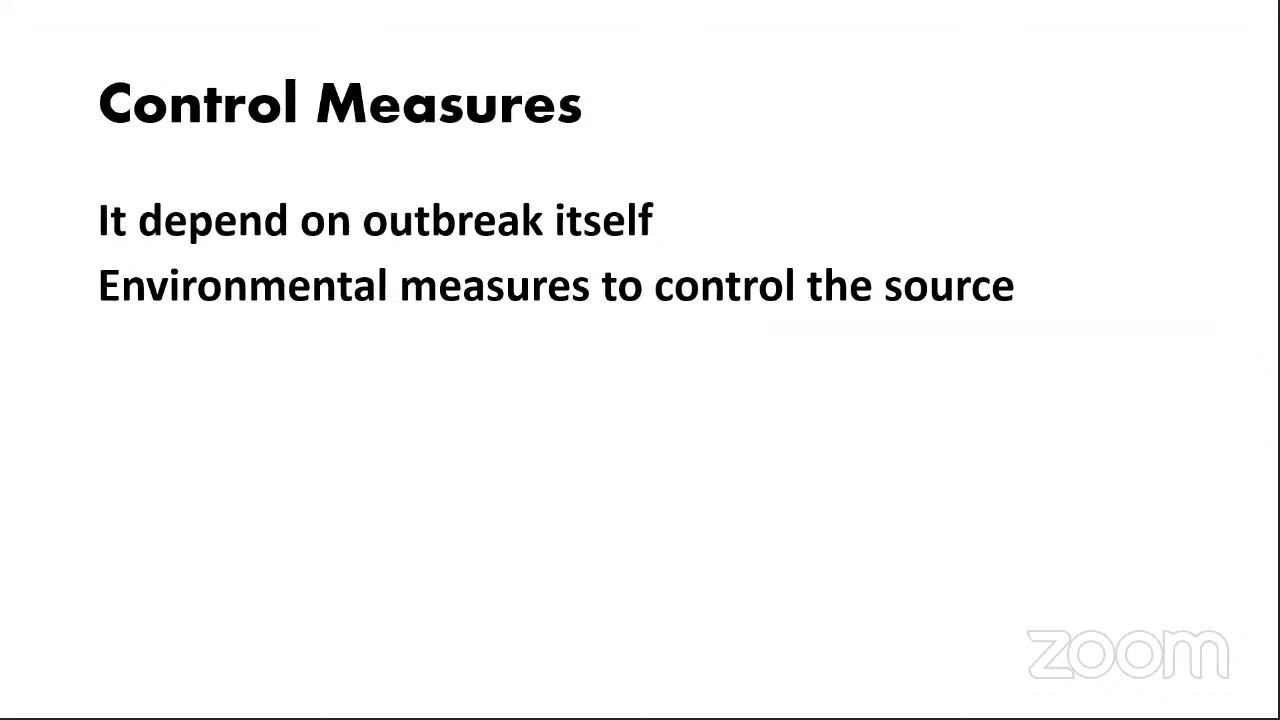 Control Measures
It depend on outbreak itself
Environmental measures to control the source
zoom